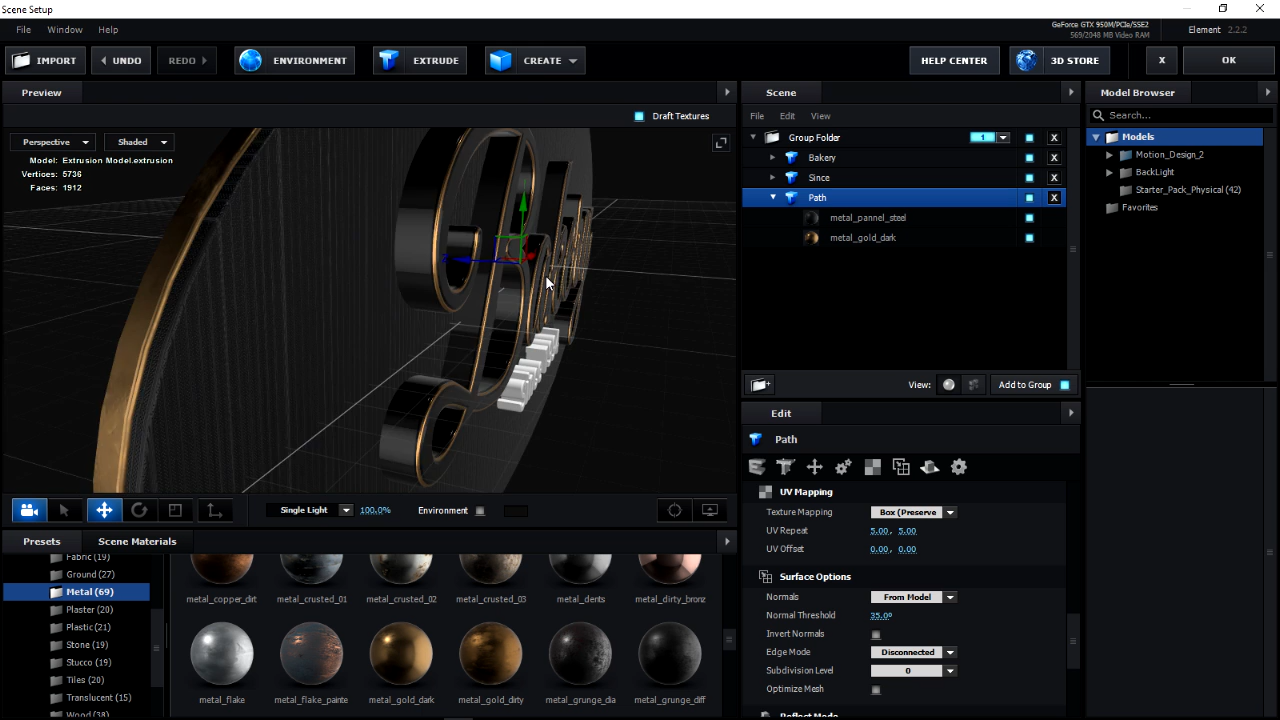 Scene Setup
File Window Help
GeForce GTX 950M/PCIe/SSE2
569/2048 MB Video RAM
Element 2.2.2
IMPORT UNDO REDO ENVIRONMENT EXTRUDE CREATE HELP CENTER 3D STORE X OK
Preview
Draft Textures
Perspective Shaded
Model: Extrusion Model.extrusion
Vertices: 5736
Faces: 1912
Single Light 100.0% Environment
Presets Scene Materials
Fabric (19)
Ground (27)
Metal (69)
Plaster (20)
Plastic (21)
Stone (19)
Stucco (19)
Tiles (20)
Translucent (15)
Wood (38)
metal_copper_dirt metal_crusted_01 metal_crusted_02 metal_crusted_03 metal_dents metal_dirty_bronz
metal_flake metal_flake_painte metal_gold_dark metal_gold_dirty metal_grunge_dia metal_grunge_diff
Scene
File Edit View
Group Folder 1 X
Bakery X
Since X
Path X
metal_pannel_steel
metal_gold_dark
View: Add to Group
Edit
Path
UV Mapping
Texture Mapping Box (Preserve
UV Repeat 5.00, 5.00
UV Offset 0.00, 0.00
Surface Options
Normals From Model
Normal Threshold 35.0º
Invert Normals
Edge Mode Disconnected
Subdivision Level 0
Optimize Mesh
Reflect Mode
Model Browser
Search...
Models
Motion_Design_2
BackLight
Starter_Pack_Physical (42)
Favorites